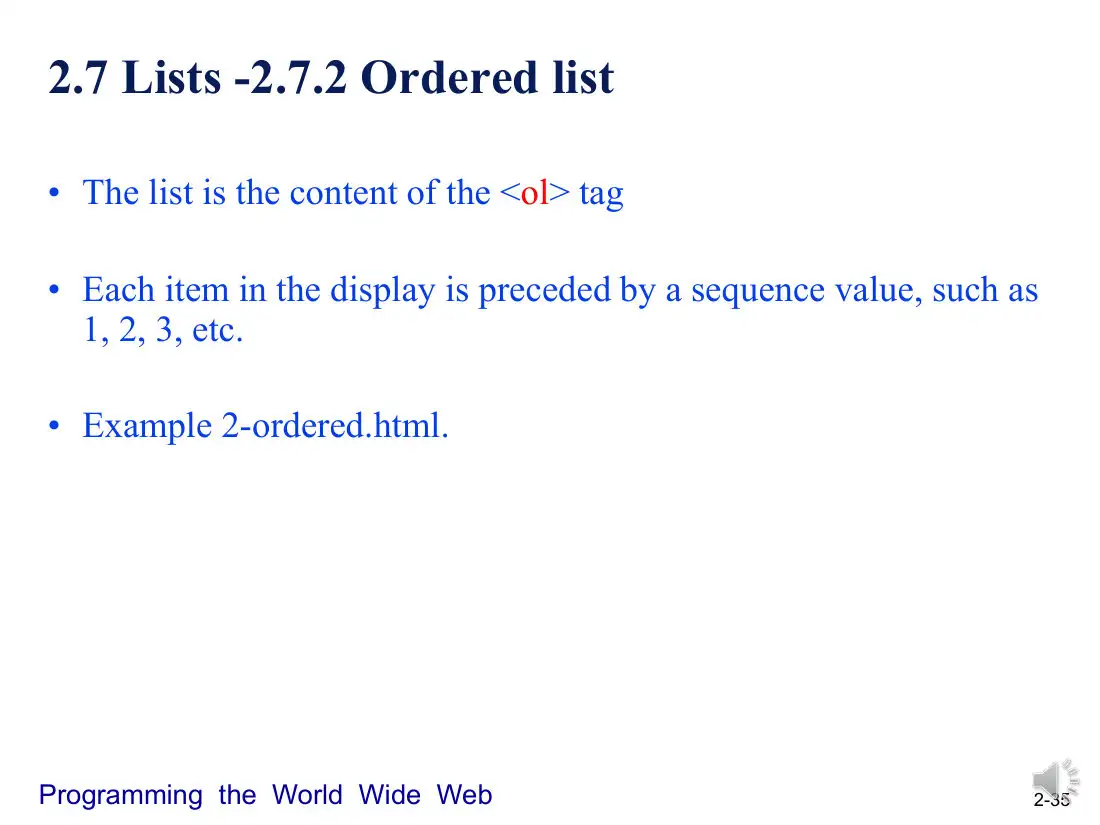 2.7 Lists -2.7.2 Ordered list
• The list is the content of the <ol> tag
• Each item in the display is preceded by a sequence value, such as
1, 2, 3, etc.
• Example 2-ordered.html.
Programming the World Wide Web
2-35